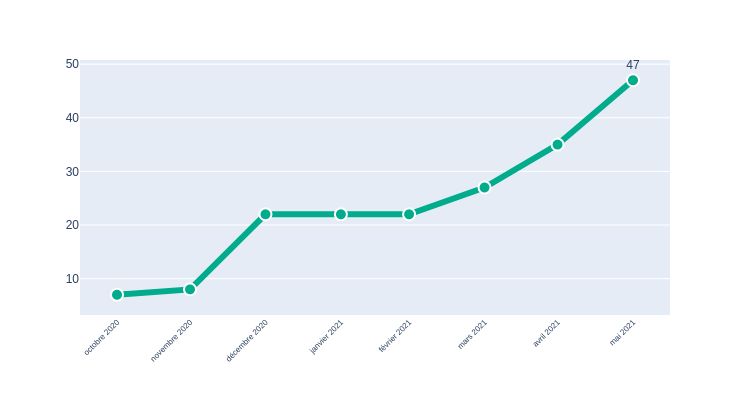 50
47
40
30
20
10
octobre 2020
novembre 2020
décembre 2020
janvier 2021
février 2021
mars 2021
avril 2021
mai 2021